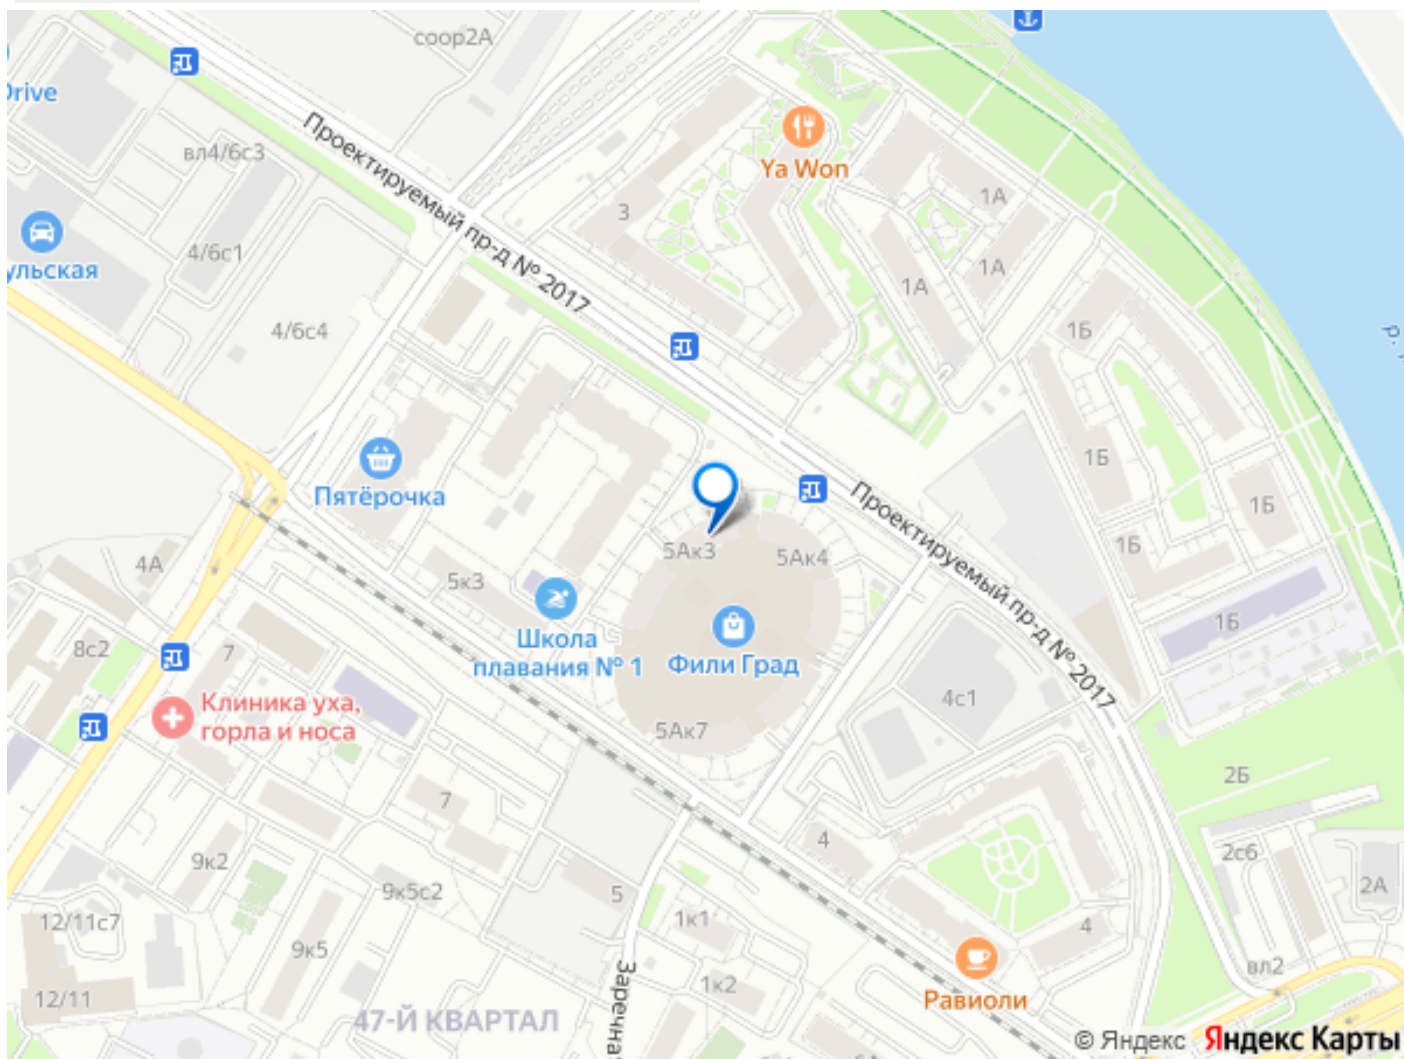 соор2А
Drive
вл4/6с3
Проектируемый пр-д № 2017
Ya Won
3
1А
4/6с1
ульская
1А
1А
4/6с4
1Б
р.
1Б
Пятёрочка
Проектируемый пр-д № 2017
1Б
5Ак3
5Ак4
1Б
4А
5к3
Школа
плавания № 1
Фили Град
1Б
8с2
7
Клиника уха,
горла и носа
4с1
5Ак7
2Б
7
4
2с6
9к2
9к5с2
5
2А
12/11с7
1к1
4
9к5
Заречная
вл2
1к2
12/11
Равиоли
47-Й КВАРТАЛ
© Яндекс Яндекс Карты